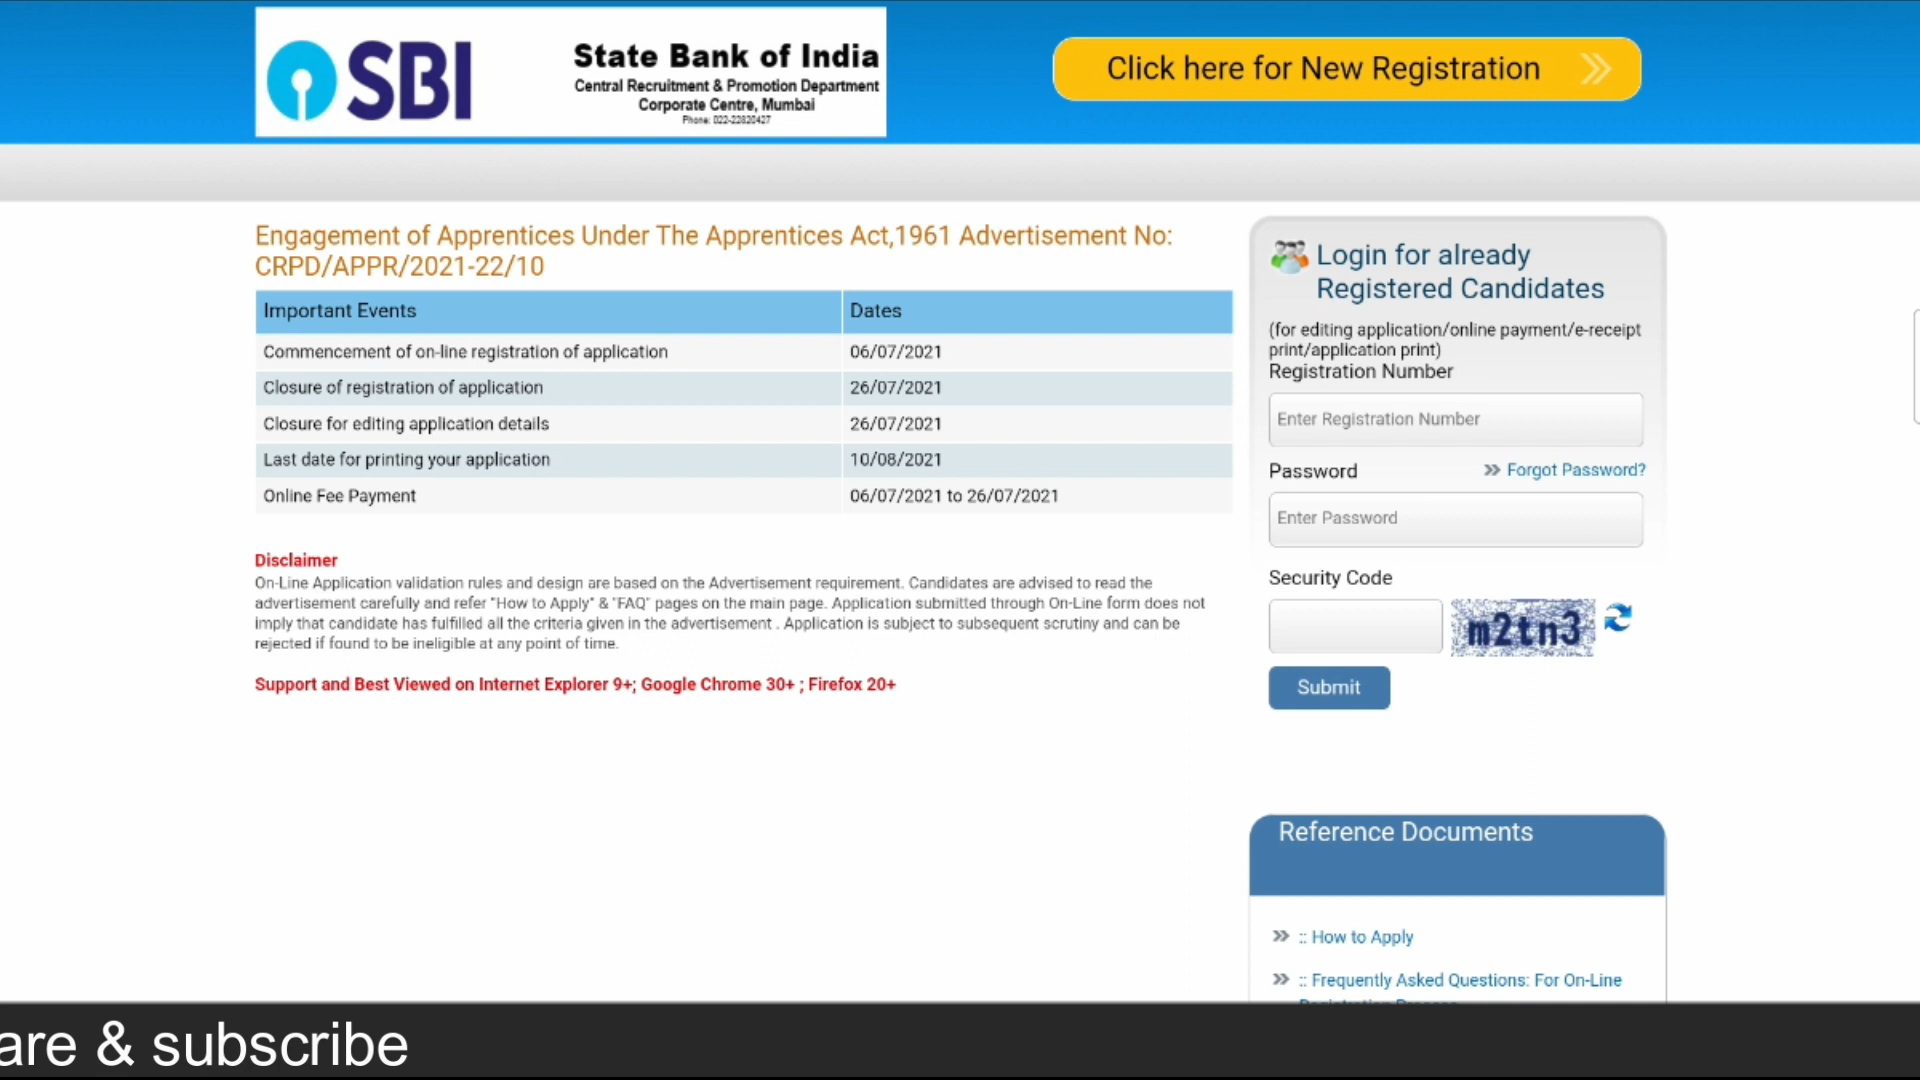 SBI
State Bank of India
Central Recruitment & Promotion Department
Corporate Centre, Mumbai
Phone: 022-22820427
Click here for New Registration
Engagement of Apprentices Under The Apprentices Act,1961 Advertisement No:
CRPD/APPR/2021-22/10
Important Events Dates
Commencement of on-line registration of application 06/07/2021
Closure of registration of application 26/07/2021
Closure for editing application details 26/07/2021
Last date for printing your application 10/08/2021
Online Fee Payment 06/07/2021 to 26/07/2021
Disclaimer
On-Line Application validation rules and design are based on the Advertisement requirement. Candidates are advised to read the
advertisement carefully and refer "How to Apply" & "FAQ" pages on the main page. Application submitted through On-Line form does not
imply that candidate has fulfilled all the criteria given in the advertisement . Application is subject to subsequent scrutiny and can be
rejected if found to be ineligible at any point of time.
Support and Best Viewed on Internet Explorer 9+; Google Chrome 30+ ; Firefox 20+
Login for already
Registered Candidates
(for editing application/online payment/e-receipt
print/application print)
Registration Number
Enter Registration Number
Password >> Forgot Password?
Enter Password
Security Code
m2tn3
Submit
Reference Documents
>> :: How to Apply
>> :: Frequently Asked Questions: For On-Line
are & subscribe